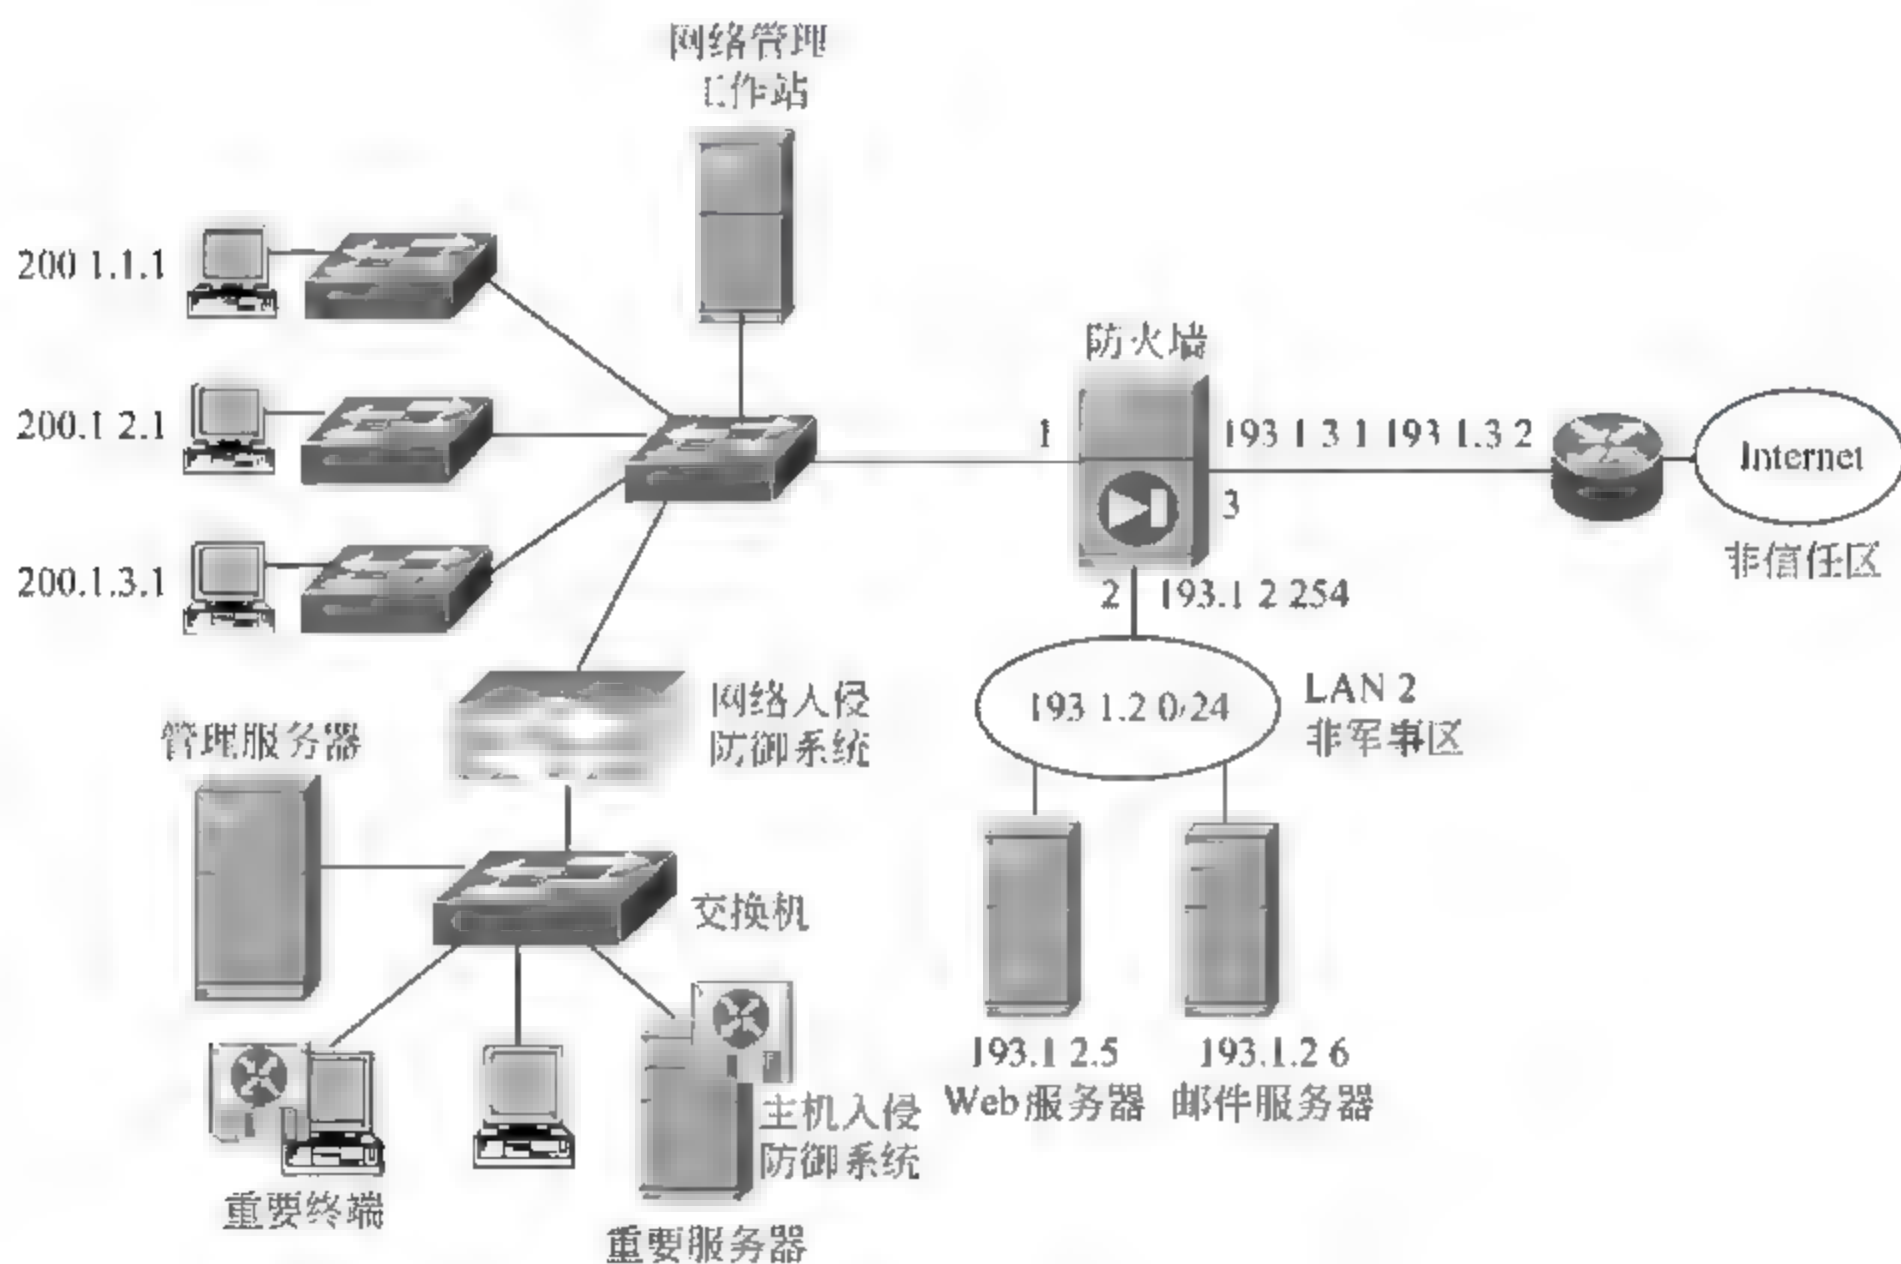 网络管理
工作站
200 1.1.1
200.1 2.1
200.1.3.1
防火墙
1
193 1 3 1 193 1.3 2
3
Internet
非信任区
2
193.1 2 254
193 1.2 0/24
LAN 2
非军事区
网络入侵
防御系统
管理服务器
交换机
193.1 2.5
Web服务器
193.1.2 6
邮件服务器
主机入侵
防御系统
重要终端
重要服务器